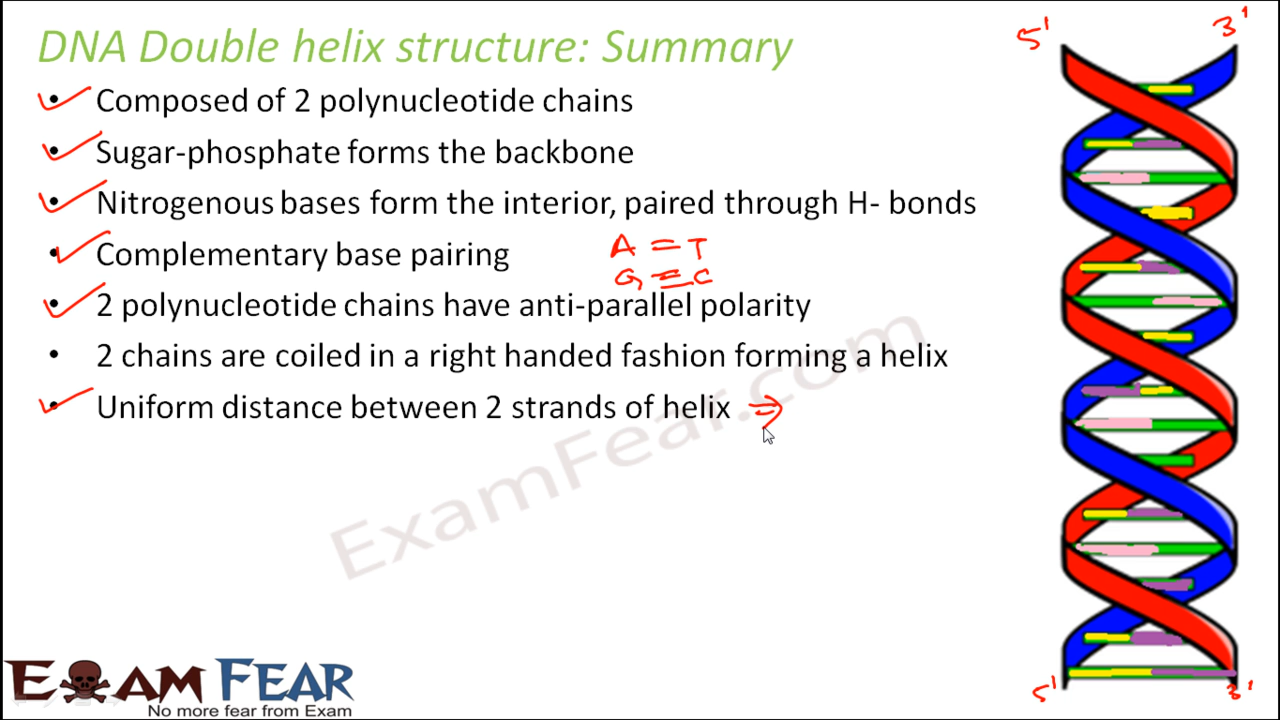 5' 3'
DNA Double helix structure: Summary
• Composed of 2 polynucleotide chains
• Sugar-phosphate forms the backbone
• Nitrogenous bases form the interior, paired through H- bonds
• Complementary base pairing A = T
G ≡ C
• 2 polynucleotide chains have anti-parallel polarity
• 2 chains are coiled in a right handed fashion forming a helix
• Uniform distance between 2 strands of helix ⇒
ExamFear.com
EXAM FEAR
No more fear from Exam
5' 3'